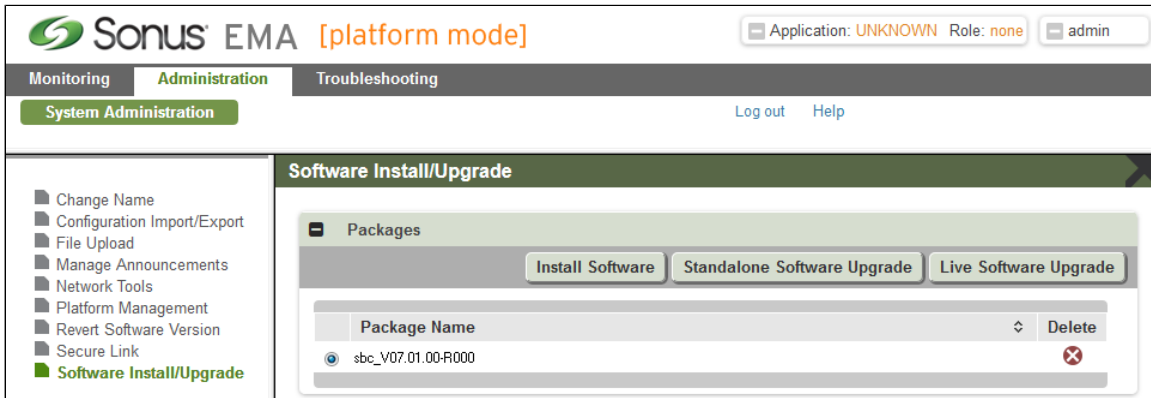 Sonus EMA [platform mode]
Application: UNKNOWN Role: none
admin
Monitoring Administration Troubleshooting
System Administration
Log out Help
Change Name
Configuration Import/Export
File Upload
Manage Announcements
Network Tools
Platform Management
Revert Software Version
Secure Link
Software Install/Upgrade
Software Install/Upgrade
Packages
Install Software Standalone Software Upgrade Live Software Upgrade
Package Name Delete
sbc_V07.01.00-R000